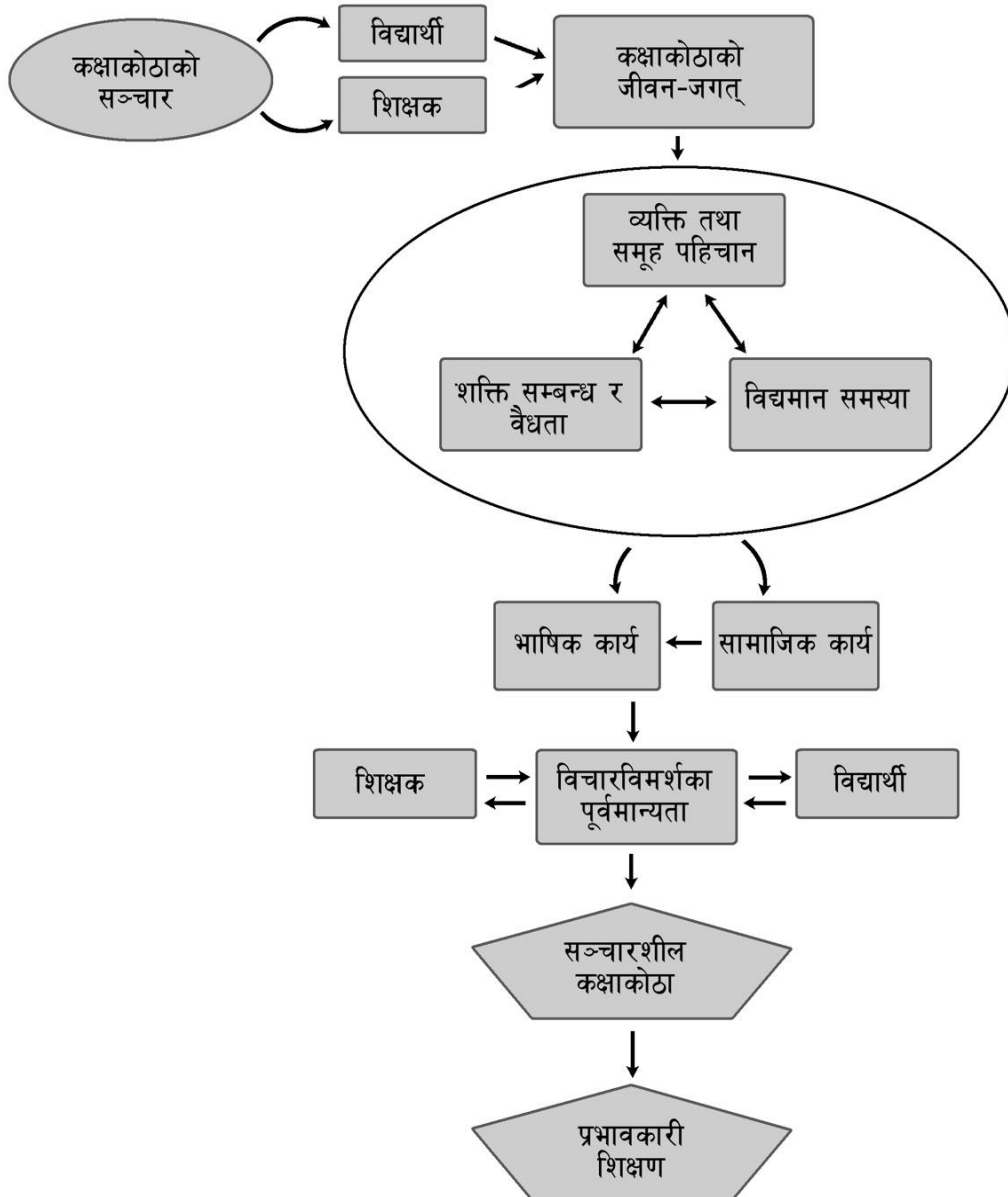 कक्षाकोठाको
सञ्चार
विद्यार्थी
शिक्षक
कक्षाकोठाको
जीवन-जगत्
व्यक्ति तथा
समूह पहिचान
शक्ति सम्बन्ध र
वैधता
विद्यमान समस्या
भाषिक कार्य
सामाजिक कार्य
शिक्षक
विचारविमर्शका
पूर्वमान्यता
विद्यार्थी
सञ्चारशील
कक्षाकोठा
प्रभावकारी
शिक्षण